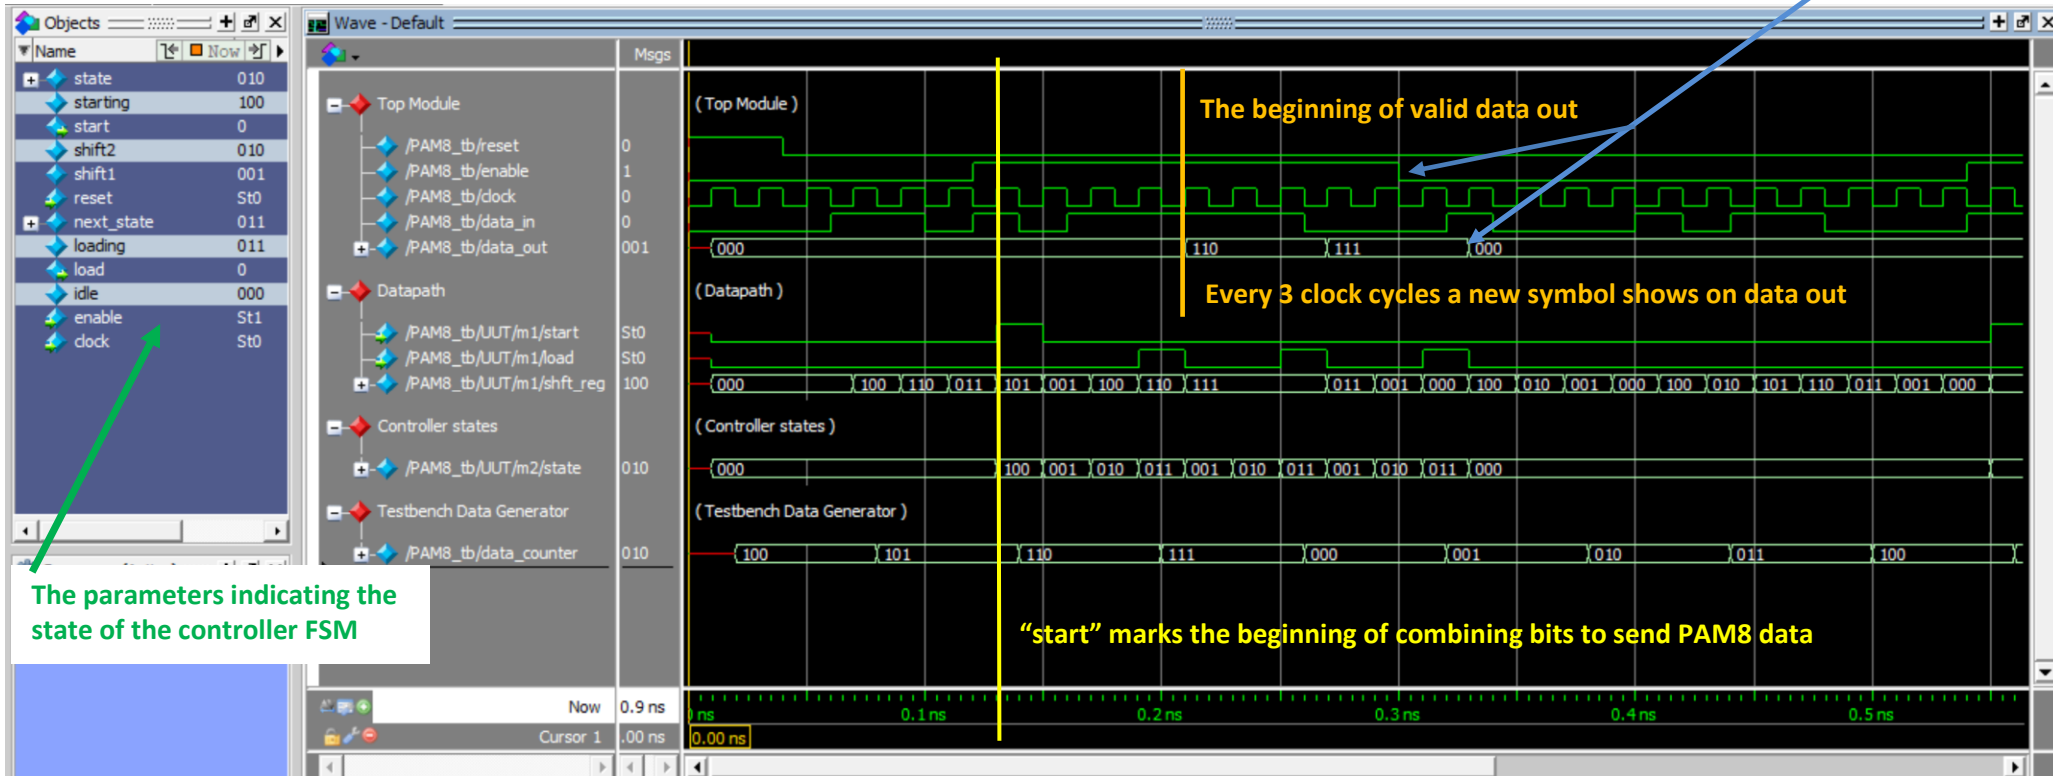 Objects
Wave - Default
Name Now
Msgs
state 010
starting 100
start 0
shift2 010
shift1 001
reset St0
next_state 011
loading 011
load 0
idle 000
enable St1
clock St0
Top Module (Top Module)
/PAM8_tb/reset 0
/PAM8_tb/enable 1
/PAM8_tb/clock 0
/PAM8_tb/data_in 0
/PAM8_tb/data_out 001 000 110 111 000
The beginning of valid data out
Every 3 clock cycles a new symbol shows on data out
Datapath (Datapath)
/PAM8_tb/UUT/m1/start St0
/PAM8_tb/UUT/m1/load St0
/PAM8_tb/UUT/m1/shft_reg 100 000 100 110 011 101 001 100 110 111 011 001 000 100 010 001 000 100 010 101 110 011 001 000
Controller states (Controller states)
/PAM8_tb/UUT/m2/state 010 000 100 001 010 011 001 010 011 001 010 011 000
Testbench Data Generator (Testbench Data Generator)
/PAM8_tb/data_counter 010 100 101 110 111 000 001 010 011 100
The parameters indicating the
state of the controller FSM
“start” marks the beginning of combining bits to send PAM8 data
Now 0.9 ns
ns 0.1 ns 0.2 ns 0.3 ns 0.4 ns 0.5 ns
Cursor 1 .00 ns 0.00 ns